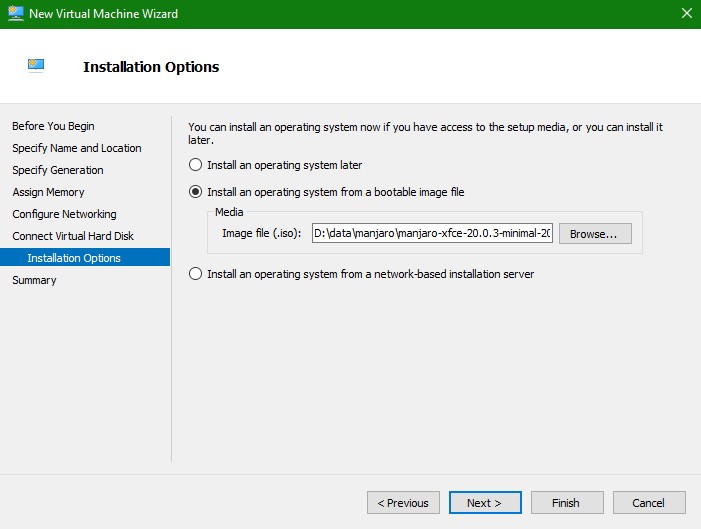 New Virtual Machine Wizard
Installation Options
Before You Begin
Specify Name and Location
Specify Generation
Assign Memory
Configure Networking
Connect Virtual Hard Disk
Installation Options
Summary
You can install an operating system now if you have access to the setup media, or you can install it
later.
Install an operating system later
Install an operating system from a bootable image file
Media
Image file (.iso): D:\data\manjaro\manjaro-xfce-20.0.3-minimal-20 Browse...
Install an operating system from a network-based installation server
< Previous Next > Finish Cancel